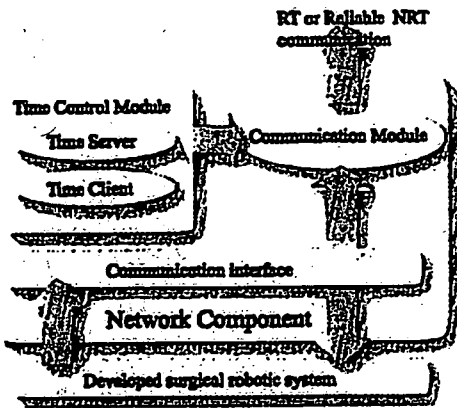 RT or Reliable NRT
communication
Time Control Module
Time Server
Communication Module
Time Client
Communication interface
Network Component
Developed surgical robotic system